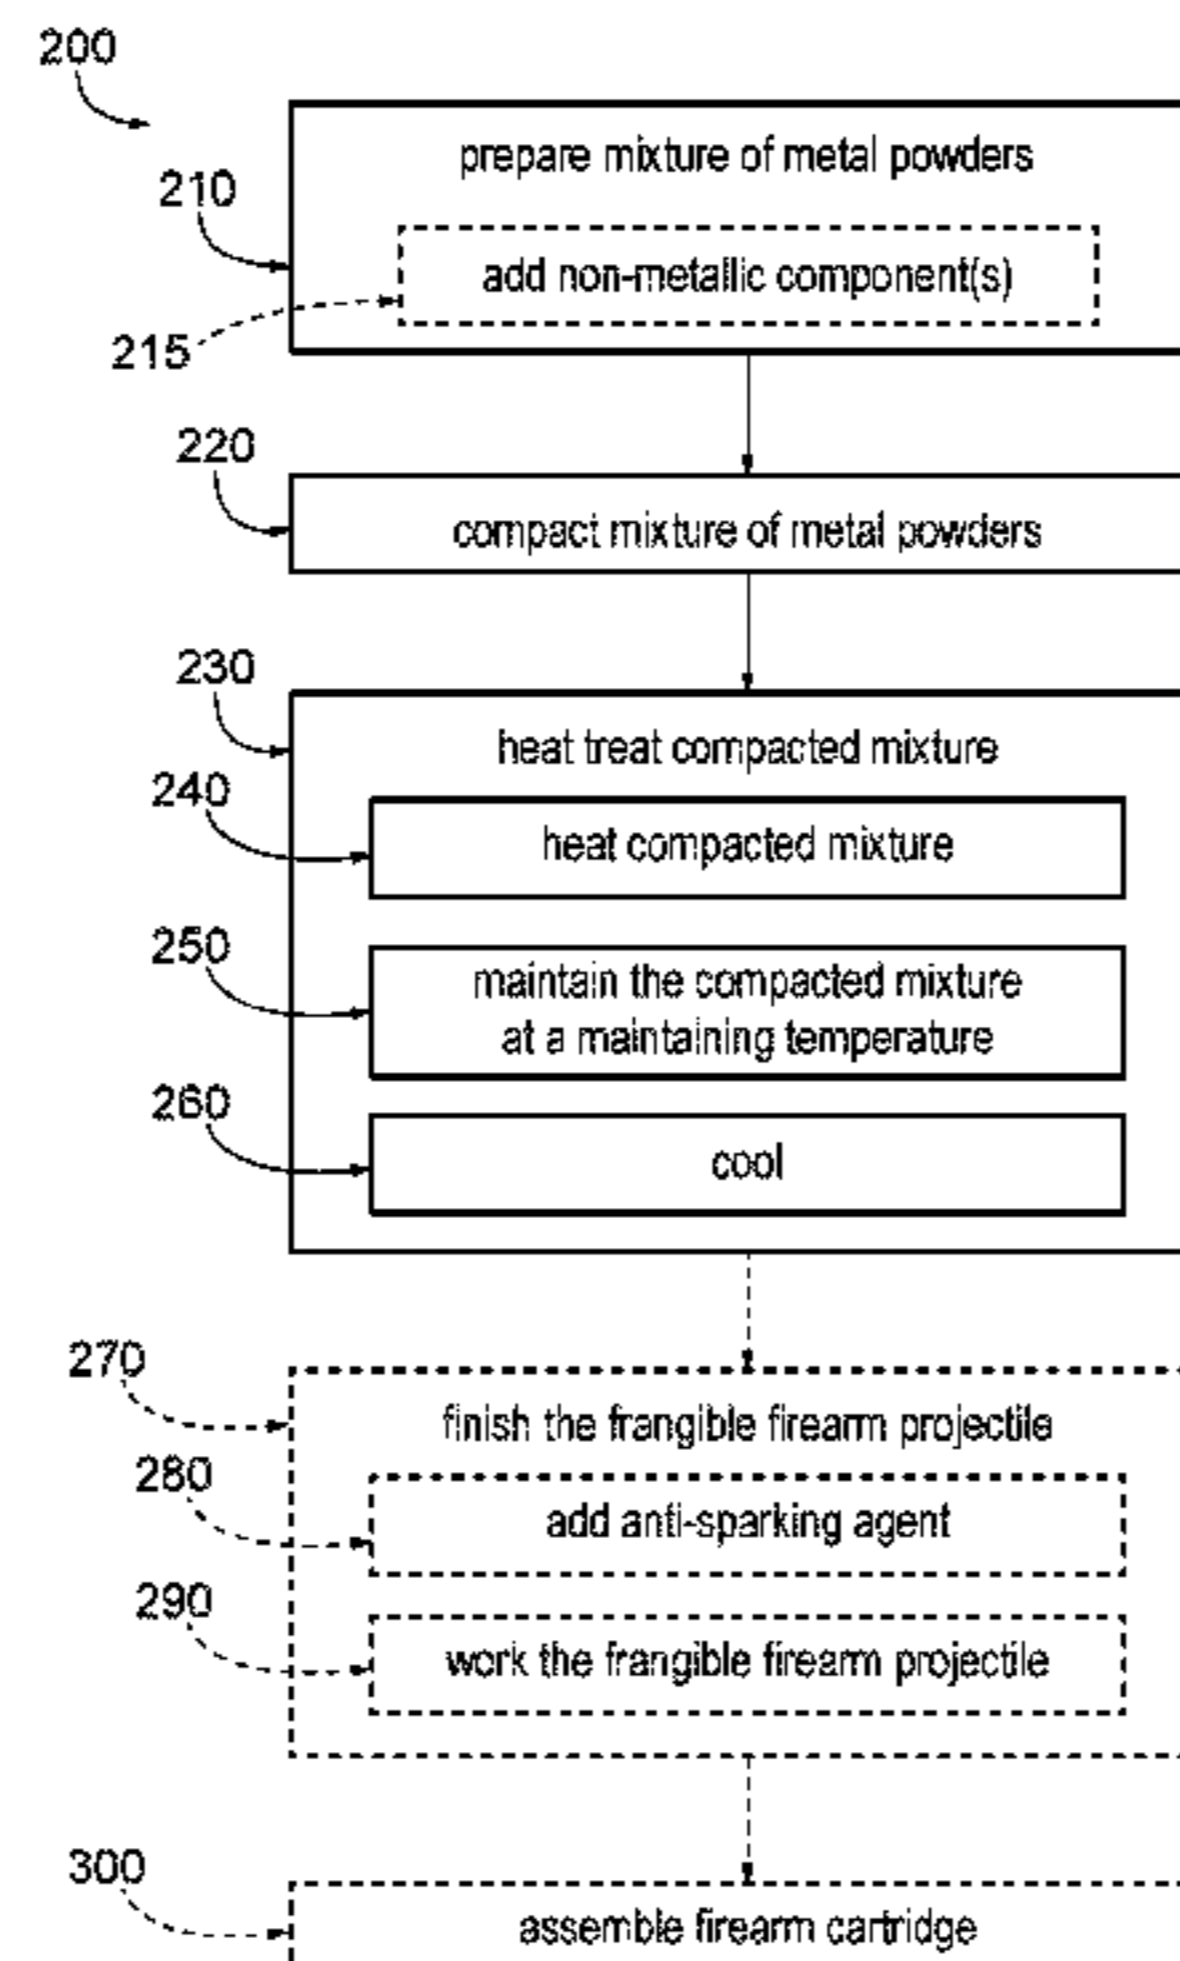 200
prepare mixture of metal powders
210
add non-metallic component(s)
215
220
compact mixture of metal powders
230
heat treat compacted mixture
240
heat compacted mixture
250
maintain the compacted mixture
at a maintaining temperature
260
cool
270
finish the frangible firearm projectile
280
add anti-sparking agent
290
work the frangible firearm projectile
300
assemble firearm cartridge